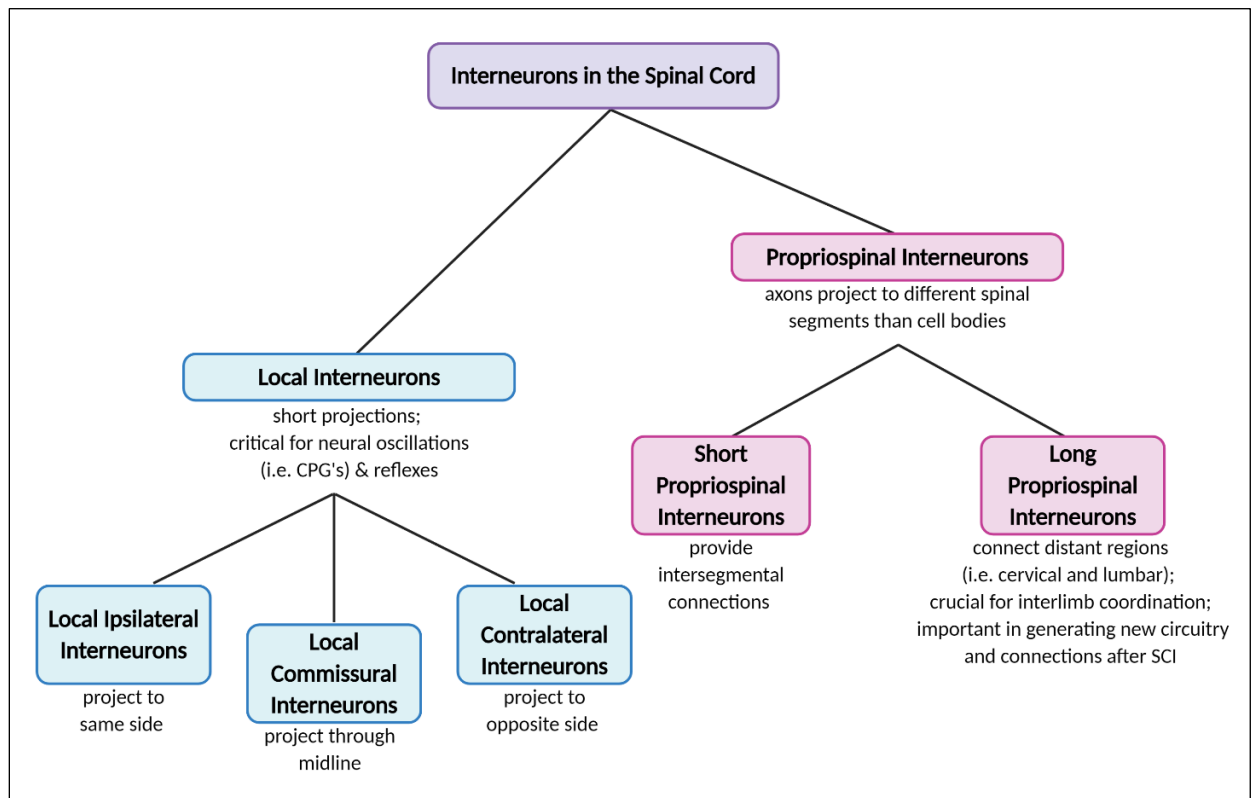 Interneurons in the Spinal Cord
Propriospinal Interneurons
axons project to different spinal
segments than cell bodies
Local Interneurons
short projections;
critical for neural oscillations
(i.e. CPG's) & reflexes
Short
Propriospinal
Interneurons
provide
intersegmental
connections
Long
Propriospinal
Interneurons
connect distant regions
(i.e. cervical and lumbar);
crucial for interlimb coordination;
important in generating new circuitry
and connections after SCI
Local Ipsilateral
Interneurons
project to
same side
Local
Commissural
Interneurons
project through
midline
Local
Contralateral
Interneurons
project to
opposite side